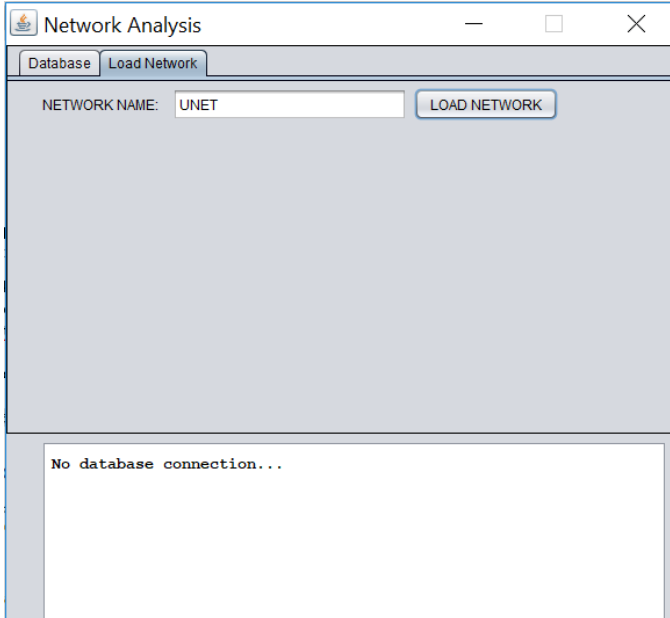 Network Analysis
Database Load Network
NETWORK NAME: UNET LOAD NETWORK
No database connection...